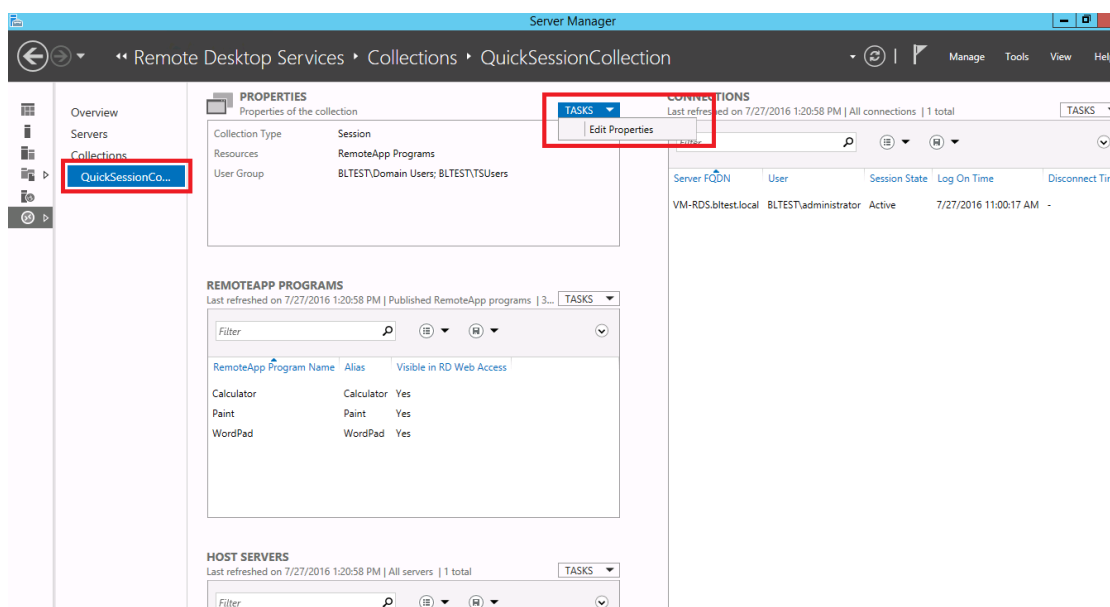 Server Manager
Remote Desktop Services ‣ Collections ‣ QuickSessionCollection
Manage Tools View Hel
Overview
Servers
Collections
QuickSessionCo...
PROPERTIES
Properties of the collection
TASKS
Edit Properties
Collection Type Session
Resources RemoteApp Programs
User Group BLTEST\Domain Users; BLTEST\TSUsers
REMOTEAPP PROGRAMS
Last refreshed on 7/27/2016 1:20:58 PM | Published RemoteApp programs | 3...
TASKS
Filter
RemoteApp Program Name Alias Visible in RD Web Access
Calculator Calculator Yes
Paint Paint Yes
WordPad WordPad Yes
HOST SERVERS
Last refreshed on 7/27/2016 1:20:58 PM | All servers | 1 total
TASKS
Filter
CONNECTIONS
Last refreshed on 7/27/2016 1:20:58 PM | All connections | 1 total
TASKS
Filter
Server FQDN User Session State Log On Time Disconnect Tir
VM-RDS.bltest.local BLTEST\administrator Active 7/27/2016 11:00:17 AM -